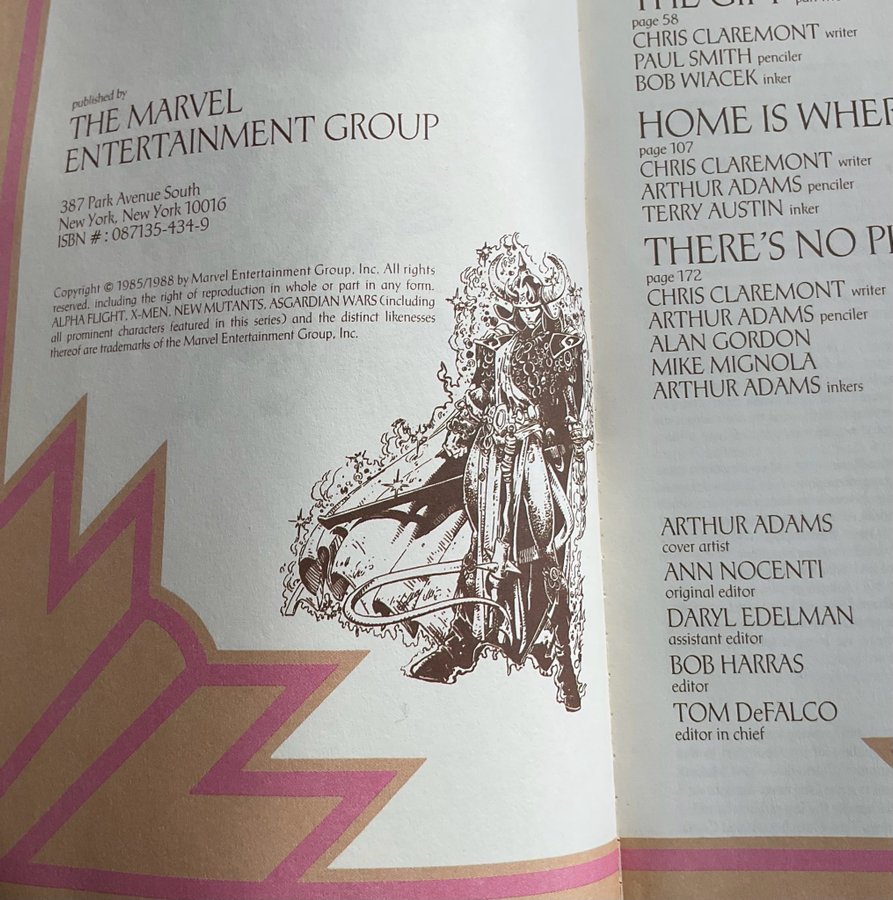 published by
THE MARVEL
ENTERTAINMENT GROUP
387 Park Avenue South
New York, New York 10016
ISBN #: 087135-434-9
Copyright © 1985/1988 by Marvel Entertainment Group, Inc. All rights
reserved, including the right of reproduction in whole or part in any form.
ALPHA FLIGHT, X-MEN, NEW MUTANTS, ASGARDIAN WARS (including
all prominent characters featured in this series) and the distinct likenesses
thereof are trademarks of the Marvel Entertainment Group, Inc.
THE GIFT part
page 58
CHRIS CLAREMONT writer
PAUL SMITH penciler
BOB WIACEK inker
HOME IS
page 107
CHRIS CLAREMONT writer
ARTHUR ADAMS penciler
TERRY AUSTIN inker
THERE'S NO
page 172
CHRIS CLAREMONT writer
ARTHUR ADAMS penciler
ALAN GORDON
MIKE MIGNOLA
ARTHUR ADAMS inkers
ARTHUR ADAMS
cover artist
ANN NOCENTI
original editor
DARYL EDELMAN
assistant editor
BOB HARRAS
editor
TOM DeFALCO
editor in chief